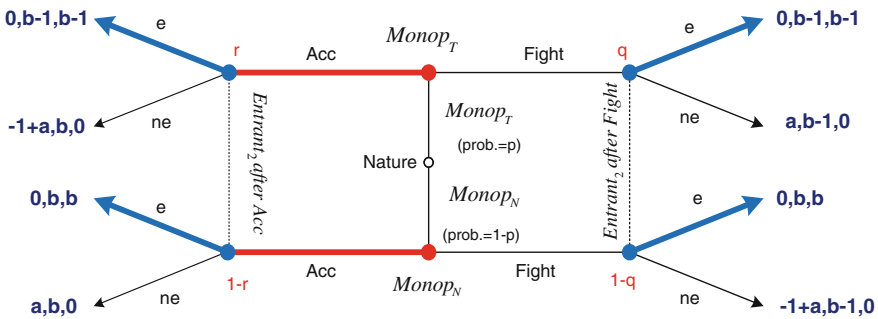 0,b-1,b-1
e
r
Acc
Monop_T
Fight
q
e
0,b-1,b-1
-1+a,b,0
ne
Entrant₂ after Acc
Monop_T
(prob.=p)
Nature
Entrant₂ after Fight
ne
a,b-1,0
0,b,b
e
Monop_N
(prob.=1-p)
e
0,b,b
a,b,0
ne
1-r
Acc
Monop_N
Fight
1-q
ne
-1+a,b-1,0